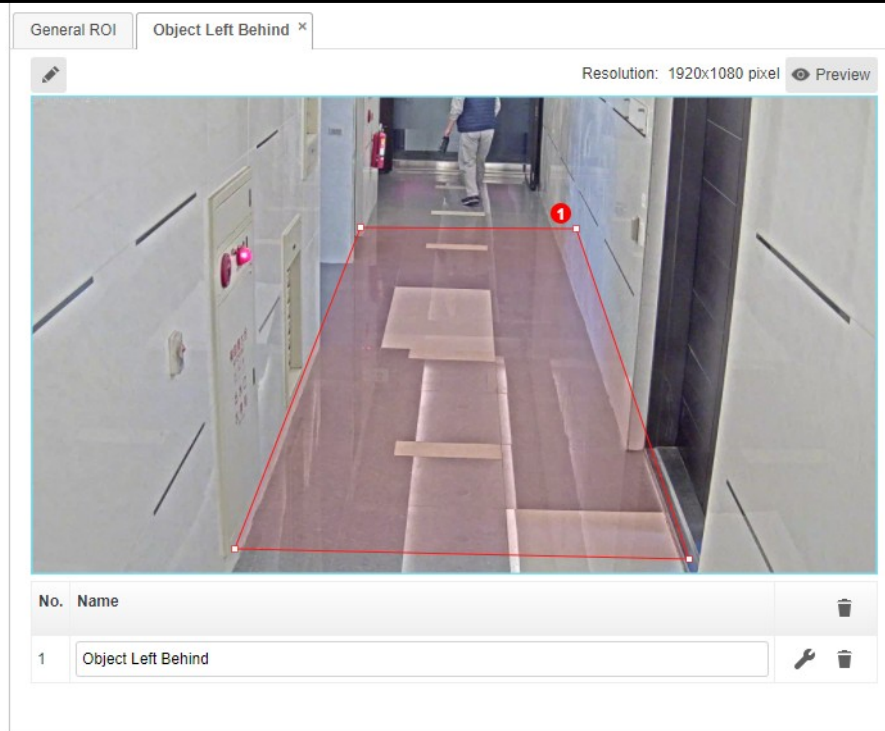 General ROI
Object Left Behind ×
Resolution: 1920x1080 pixel
Preview
1
No. Name
1 Object Left Behind